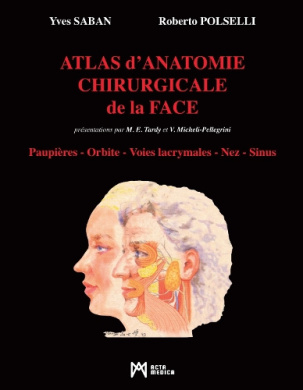 Yves SABAN Roberto POLSELLI
ATLAS d'ANATOMIE
CHIRURGICALE
de la FACE
présentations par M. E. Tardy et V. Micheli-Pellegrini
Paupières - Orbite - Voies lacrymales - Nez - Sinus
ACTA
MEDICA